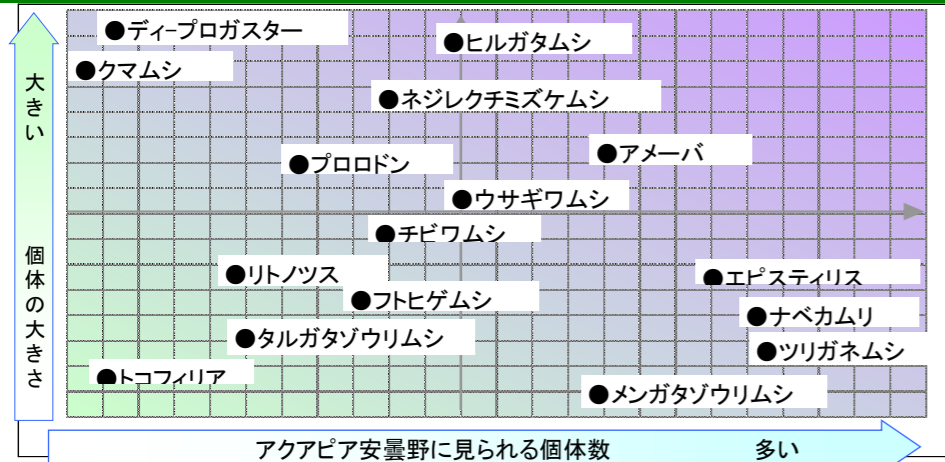 ●ディープロガスター
●ヒルガタムシ
●クマムシ
●ネジレクチミズケムシ
●アメーバ
●プロロドン
●ウサギワムシ
●チビワムシ
●リトノツス
●エピスティリス
●フトヒゲムシ
●ナベカムリ
●タルガタゾウリムシ
●ツリガネムシ
●トコフィリア
●メンガタゾウリムシ
大きい
個体の大きさ
アクアピア安曇野に見られる個体数 多い